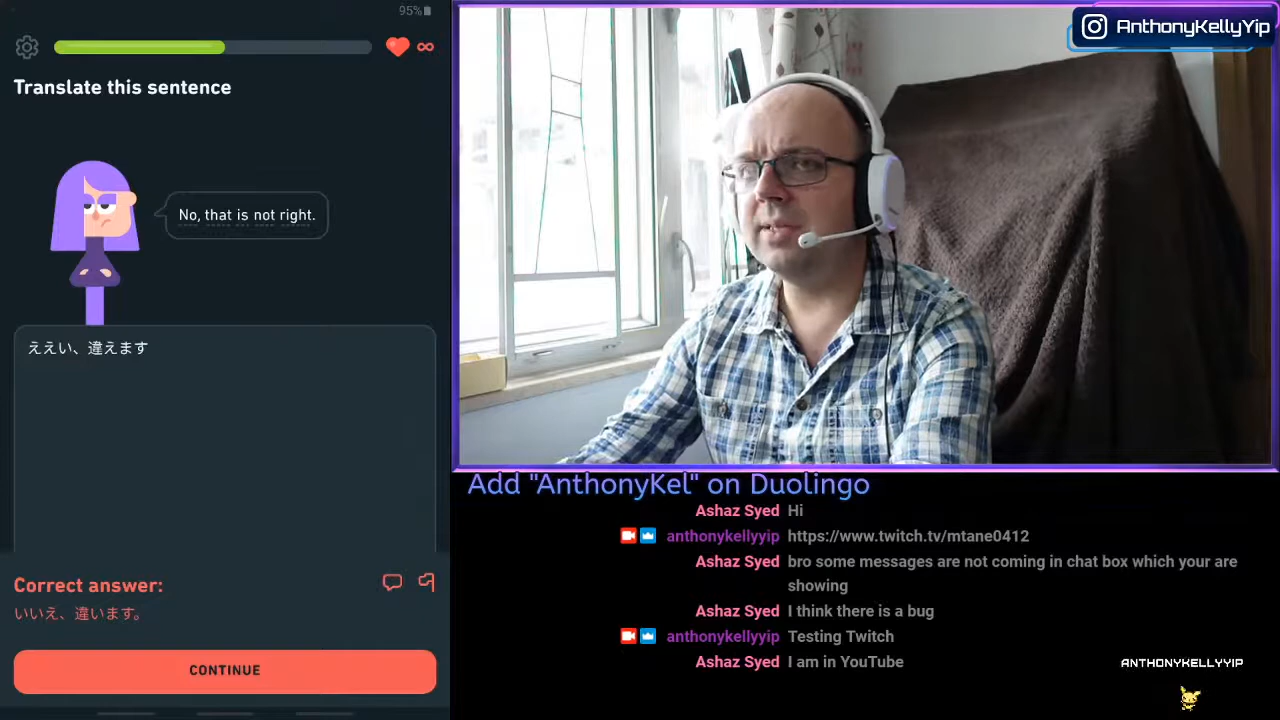 95%
Translate this sentence
No, that is not right.
ええい、違えます
Correct answer:
いいえ、違います。
CONTINUE
AnthonyKellyYip
Add "AnthonyKel" on Duolingo
Ashaz Syed Hi
anthonykellyyip https://www.twitch.tv/mtane0412
Ashaz Syed bro some messages are not coming in chat box which your are
showing
Ashaz Syed I think there is a bug
anthonykellyyip Testing Twitch
Ashaz Syed I am in YouTube
ANTHONYKELLYYIP